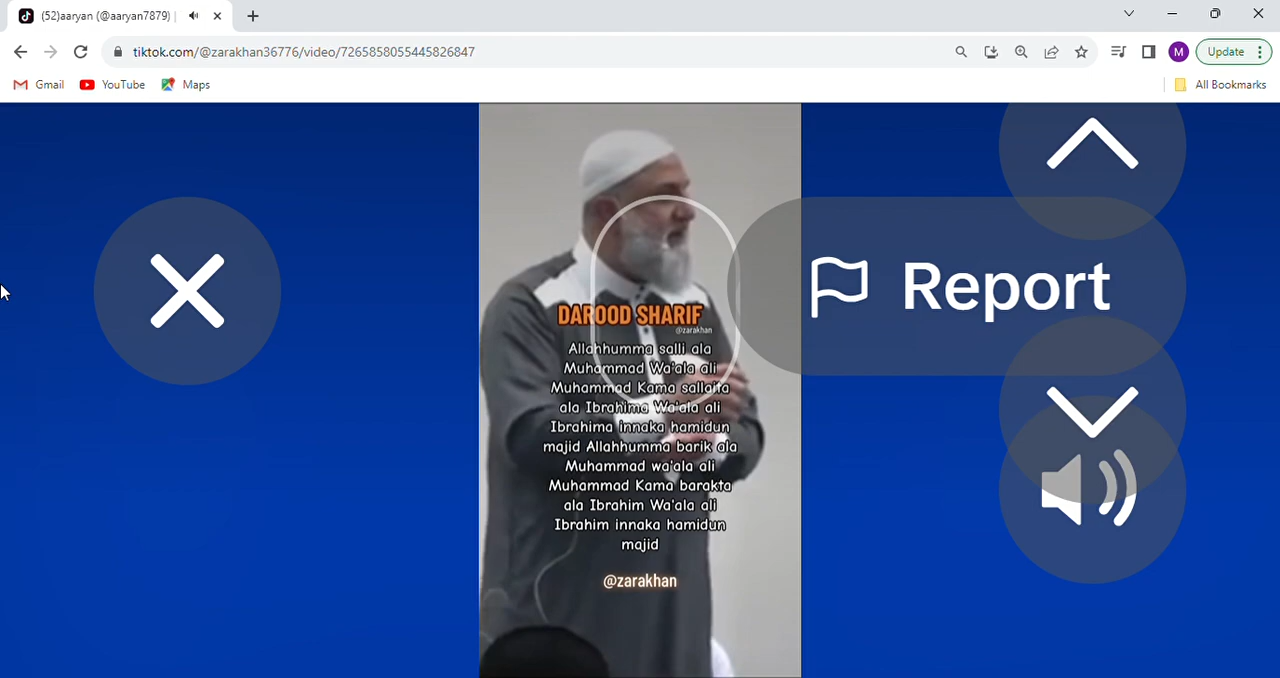 (52)aaryan (@aaryan7879) |
tiktok.com/@zarakhan36776/video/7265858055445826847
M
Update
Gmail
YouTube
Maps
All Bookmarks
Report
DAROOD SHARIF
@zarakhan
Allahhumma salli ala
Muhammad Wa'ala ali
Muhammad Kama sallaita
ala Ibrahima Wa'ala ali
Ibrahima innaka hamidun
majid Allahhumma barik ala
Muhammad wa'ala ali
Muhammad Kama barakta
ala Ibrahim Wa'ala ali
Ibrahim innaka hamidun
majid
@zarakhan